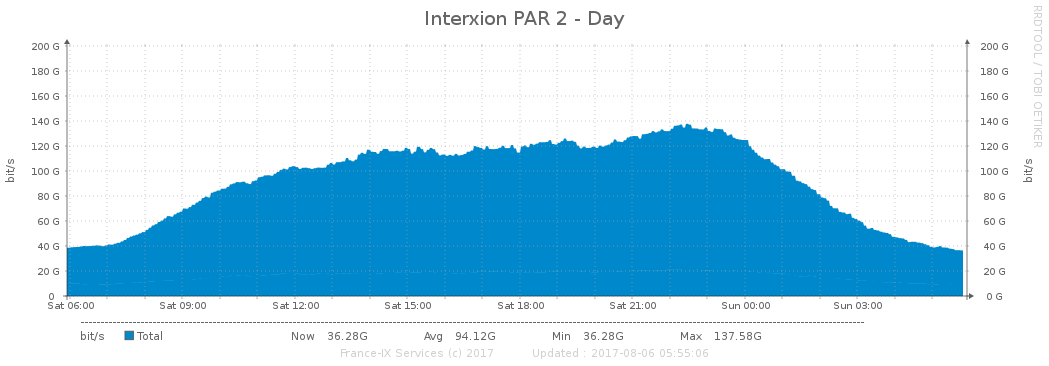 Interxion PAR 2 - Day
RRDTOOL / TOBI OETIKER
bit/s
200 G 200 G
180 G 180 G
160 G 160 G
140 G 140 G
120 G 120 G
100 G 100 G
80 G 80 G
60 G 60 G
40 G 40 G
20 G 20 G
0 0 G
bit/s
Sat 06:00 Sat 09:00 Sat 12:00 Sat 15:00 Sat 18:00 Sat 21:00 Sun 00:00 Sun 03:00
bit/s Total Now 36.28G Avg 94.12G Min 36.28G Max 137.58G
France-IX Services (c) 2017 Updated : 2017-08-06 05:55:06